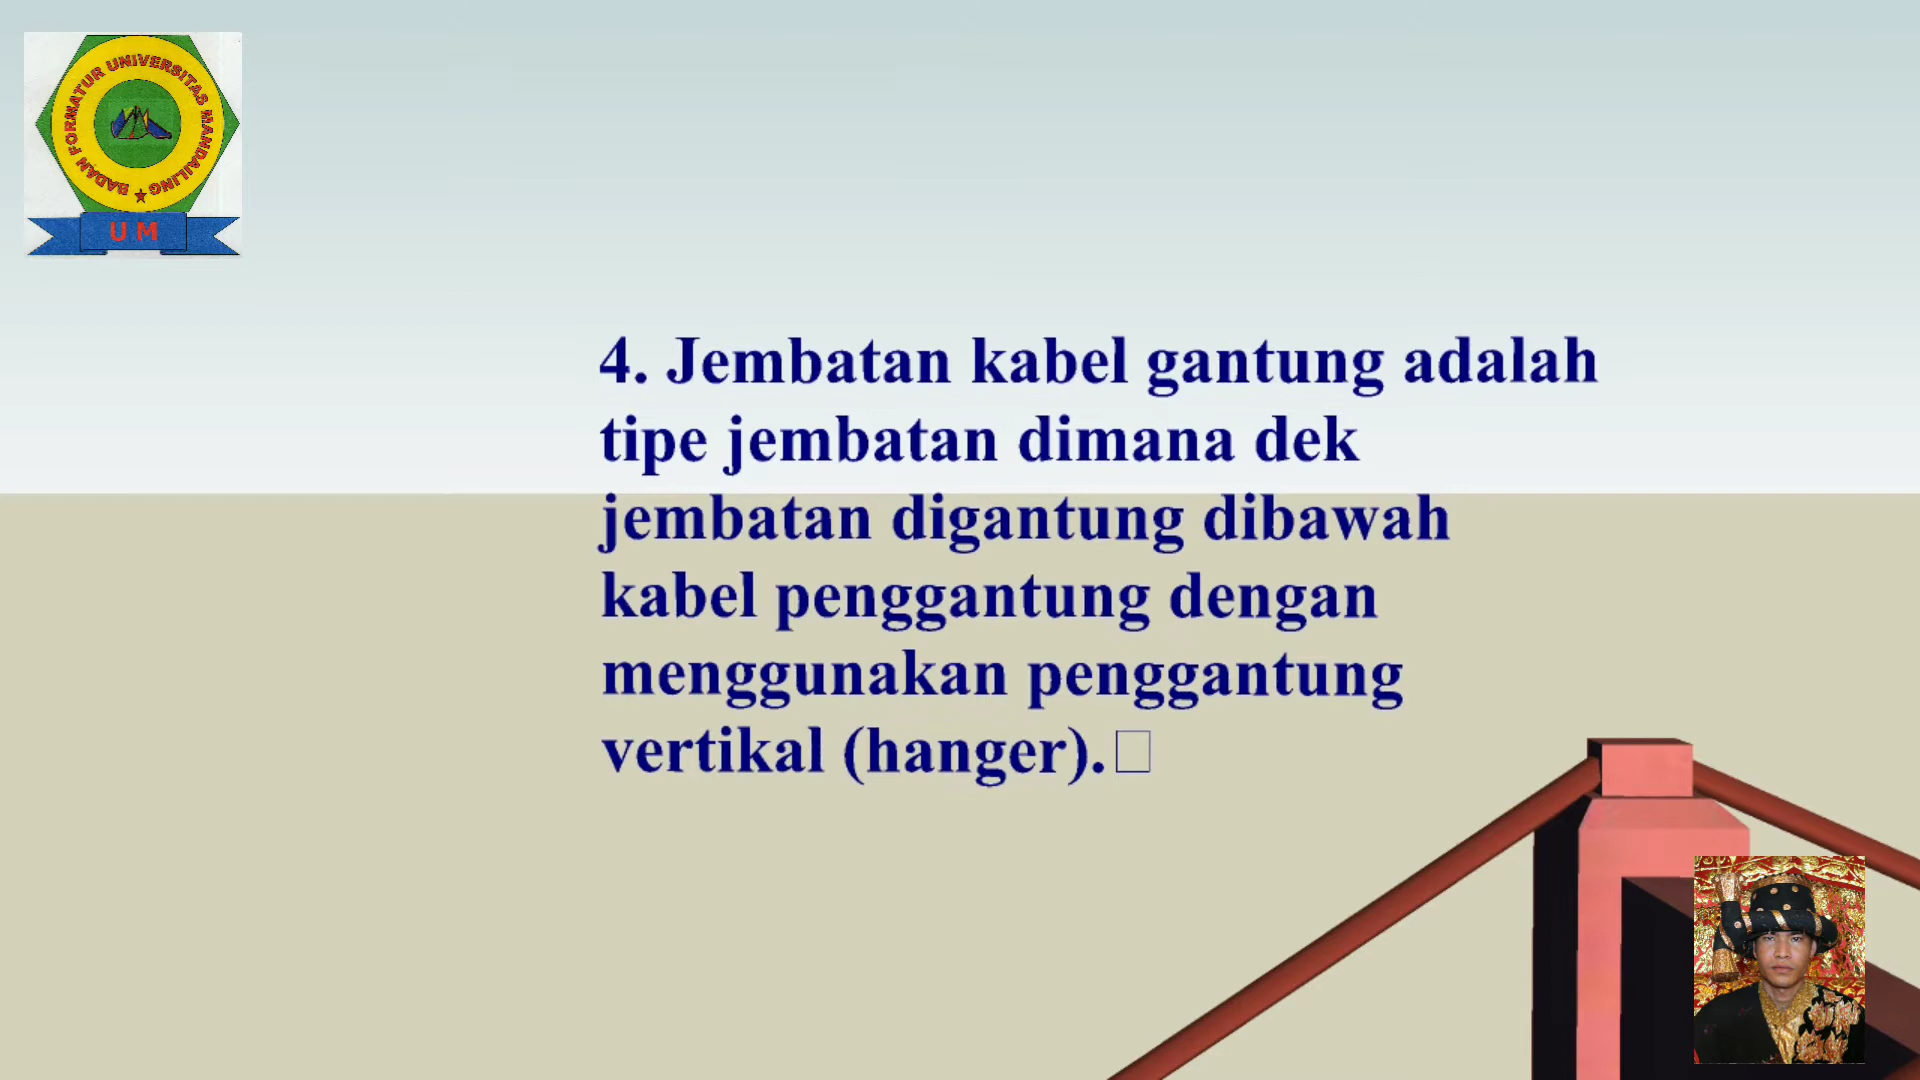 BADAN FORMATUR UNIVERSITAS MANDAILING
U M
4. Jembatan kabel gantung adalah
tipe jembatan dimana dek
jembatan digantung dibawah
kabel penggantung dengan
menggunakan penggantung
vertikal (hanger).